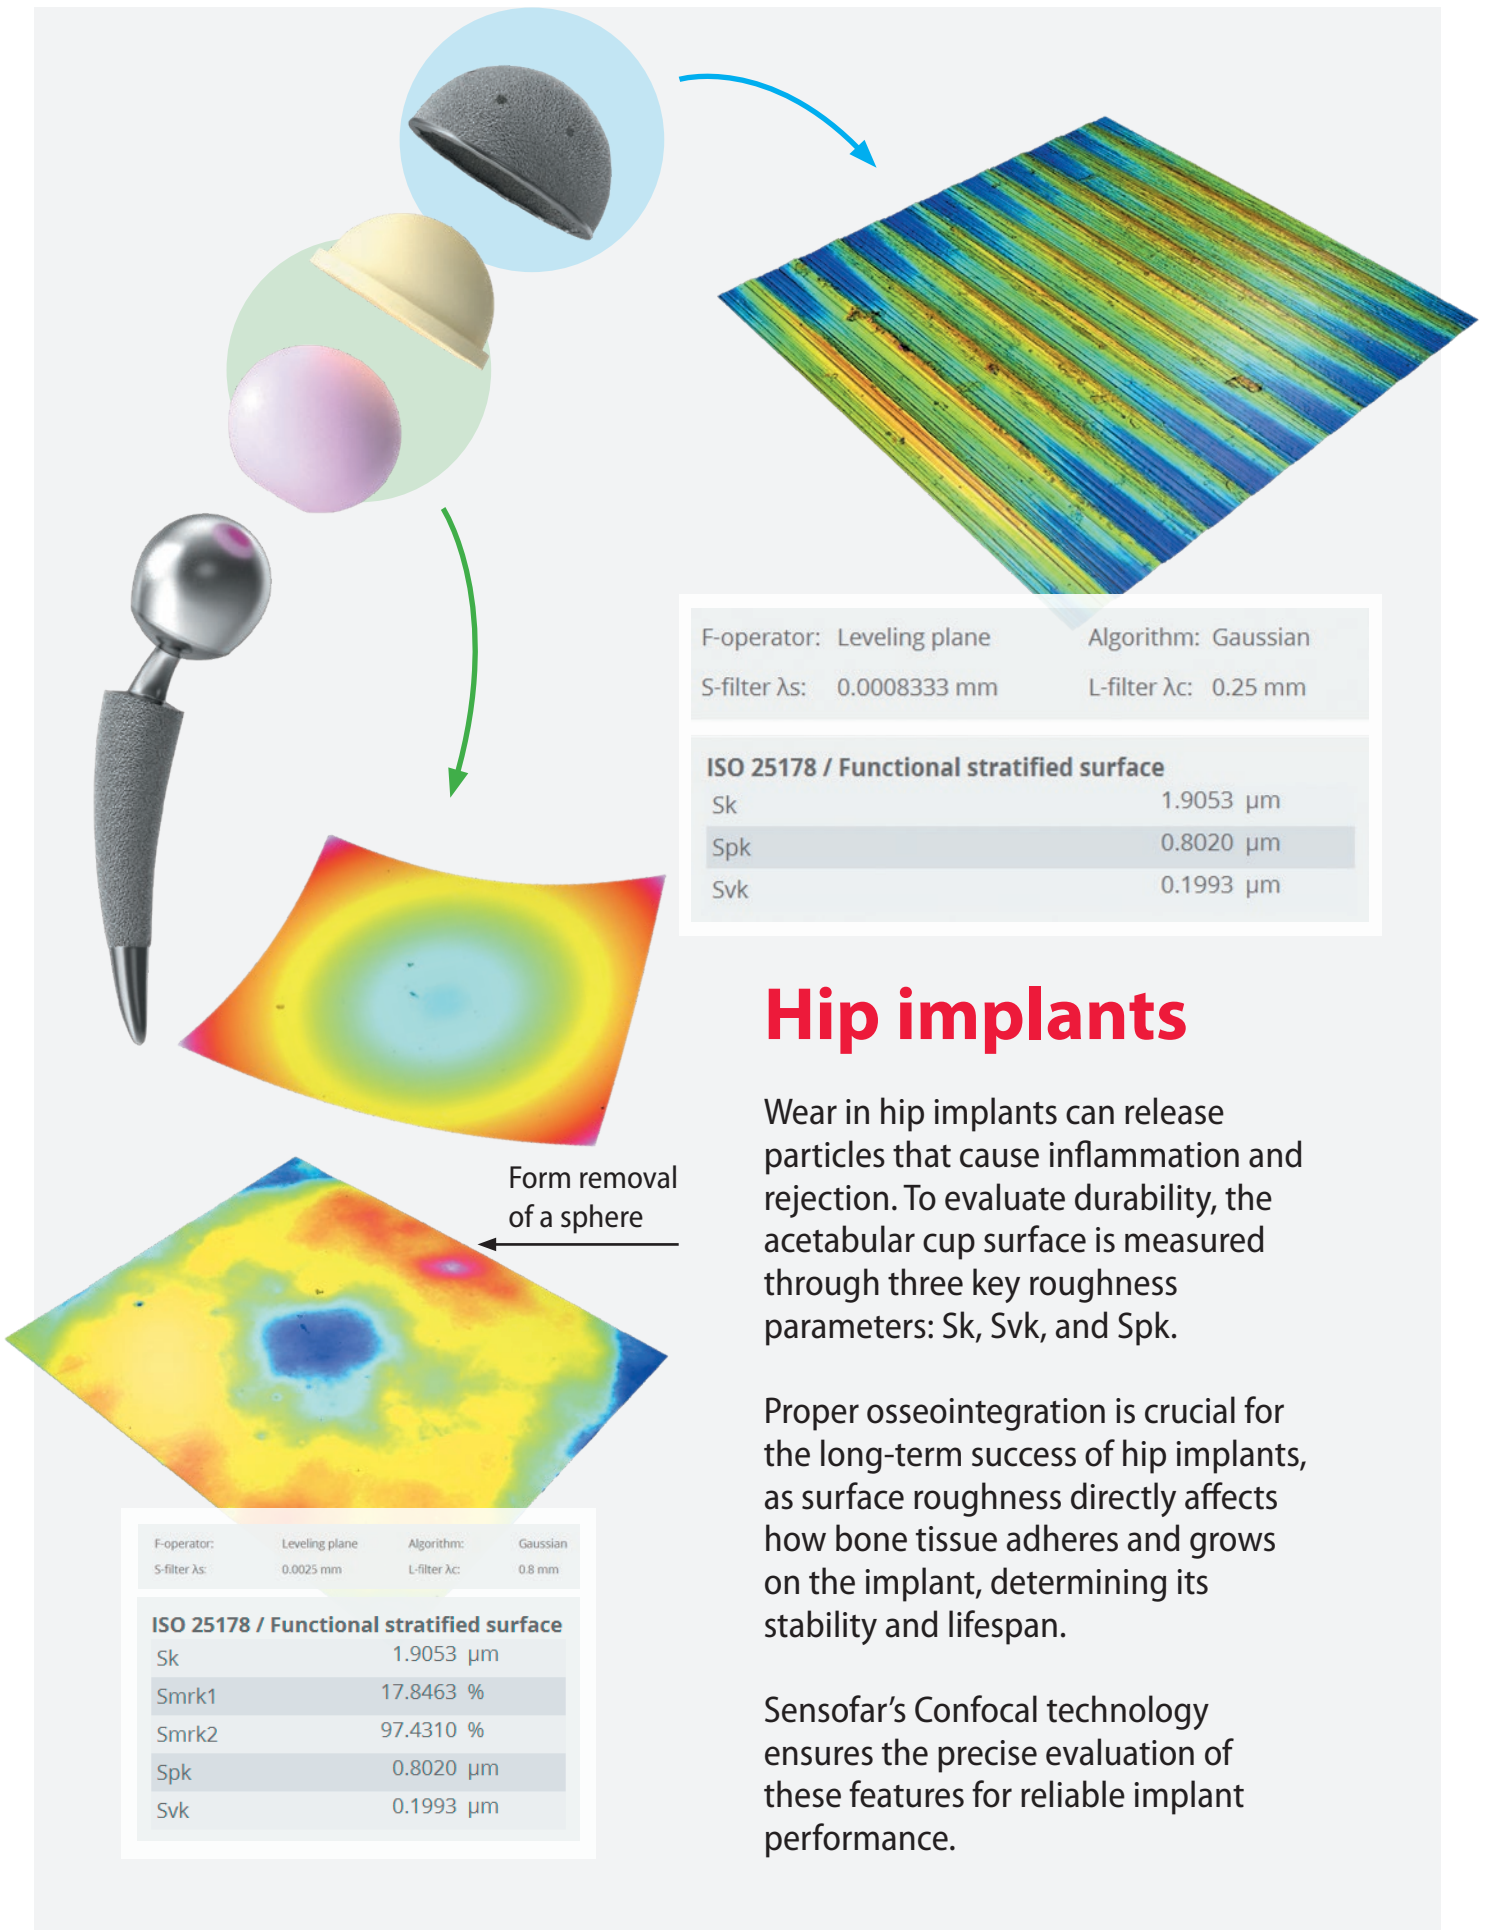 F-operator: Leveling plane Algorithm: Gaussian
S-filter λs: 0.0008333 mm L-filter λc: 0.25 mm
ISO 25178 / Functional stratified surface
Sk 1.9053 μm
Spk 0.8020 μm
Svk 0.1993 μm
Hip implants
Wear in hip implants can release
particles that cause inflammation and
rejection. To evaluate durability, the
acetabular cup surface is measured
through three key roughness
parameters: Sk, Svk, and Spk.
Proper osseointegration is crucial for
the long-term success of hip implants,
as surface roughness directly affects
how bone tissue adheres and grows
on the implant, determining its
stability and lifespan.
Sensofar’s Confocal technology
ensures the precise evaluation of
these features for reliable implant
performance.
Form removal
of a sphere
F-operator: Leveling plane Algorithm: Gaussian
S-filter λs: 0.0025 mm L-filter λc: 0.8 mm
ISO 25178 / Functional stratified surface
Sk 1.9053 μm
Smrk1 17.8463 %
Smrk2 97.4310 %
Spk 0.8020 μm
Svk 0.1993 μm